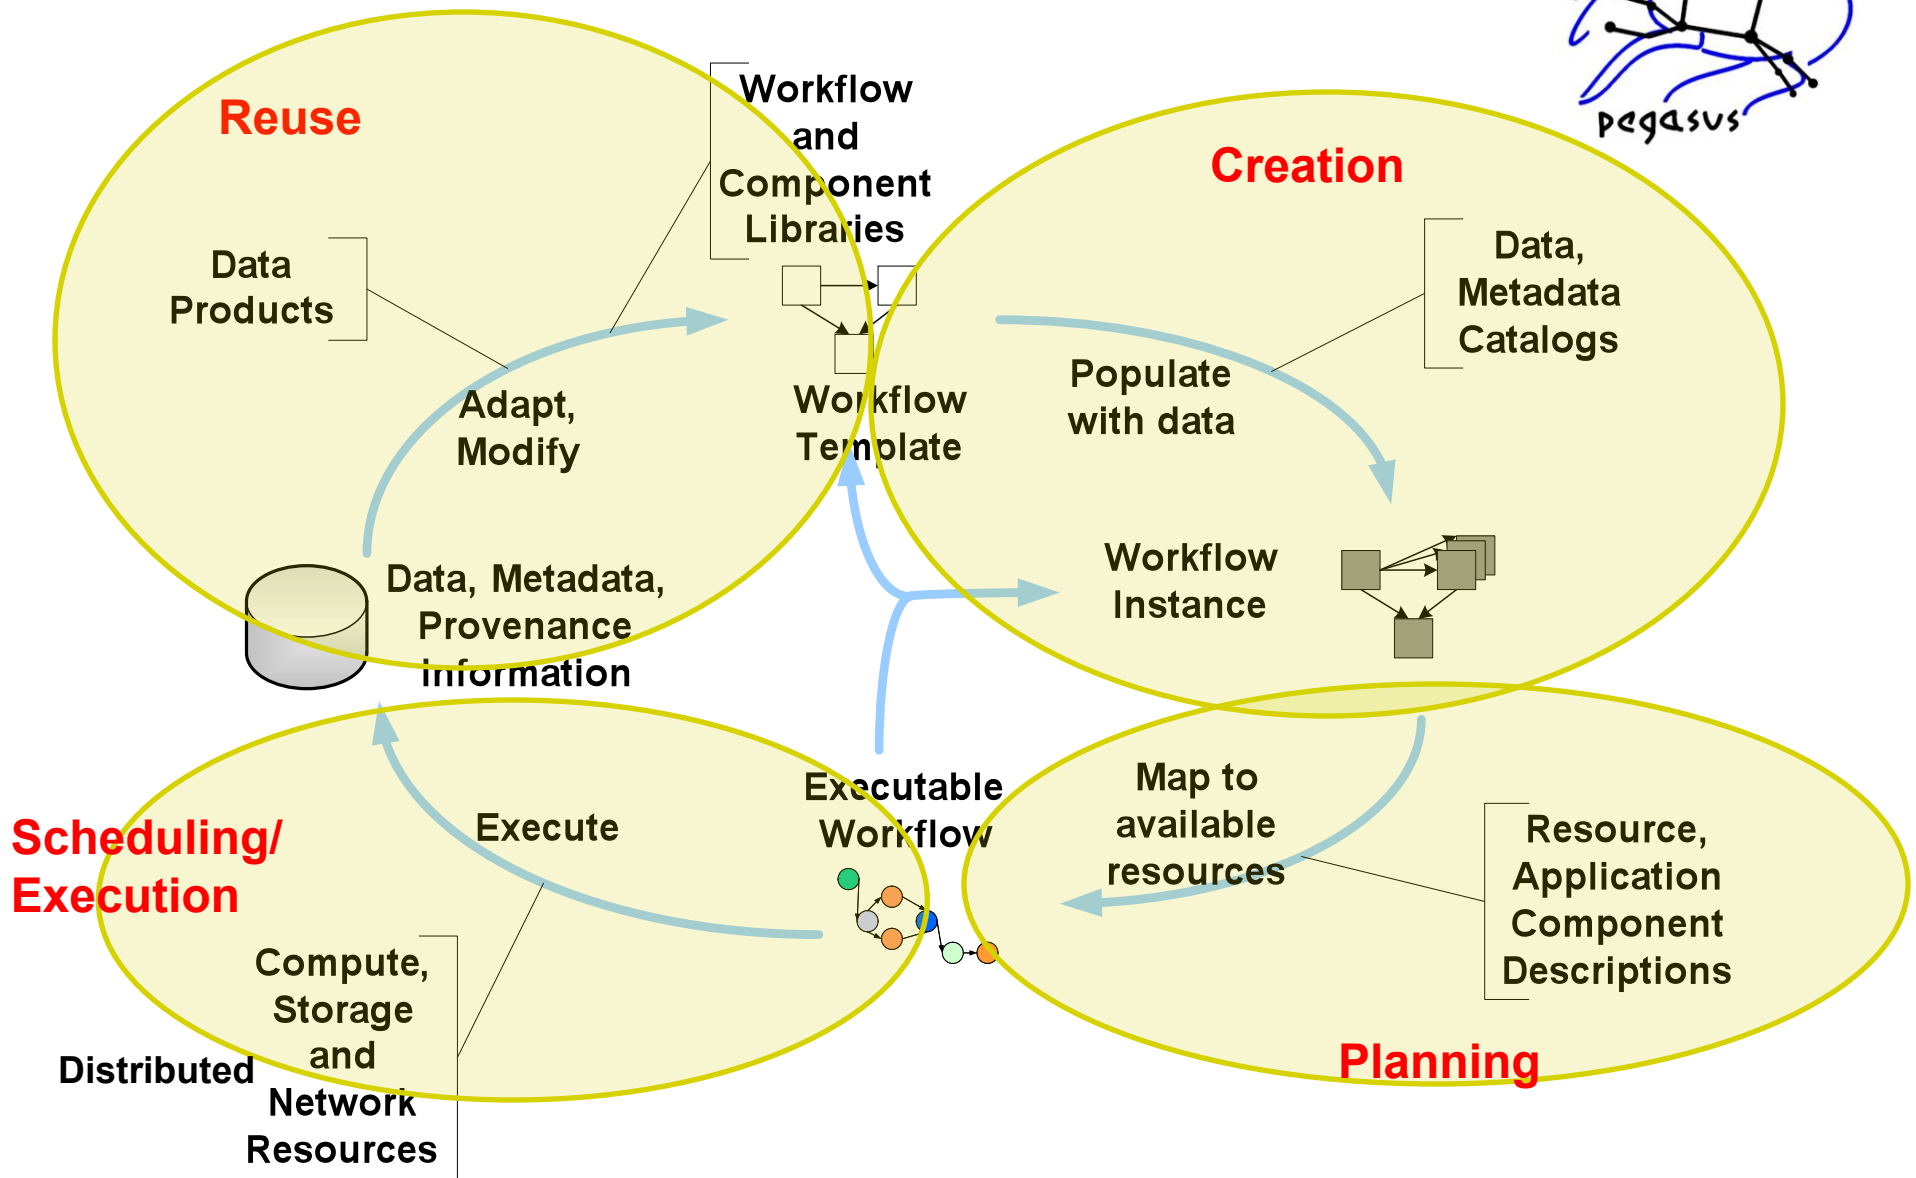 pegasus
Reuse
Workflow
and
Component
Libraries
Creation
Data
Products
Data,
Metadata
Catalogs
Adapt,
Modify
Workflow
Template
Populate
with data
Data, Metadata,
Provenance
Information
Workflow
Instance
Scheduling/
Execution
Execute
Executable
Workflow
Map to
available
resources
Resource,
Application
Component
Descriptions
Distributed
Compute,
Storage
and
Network
Resources
Planning